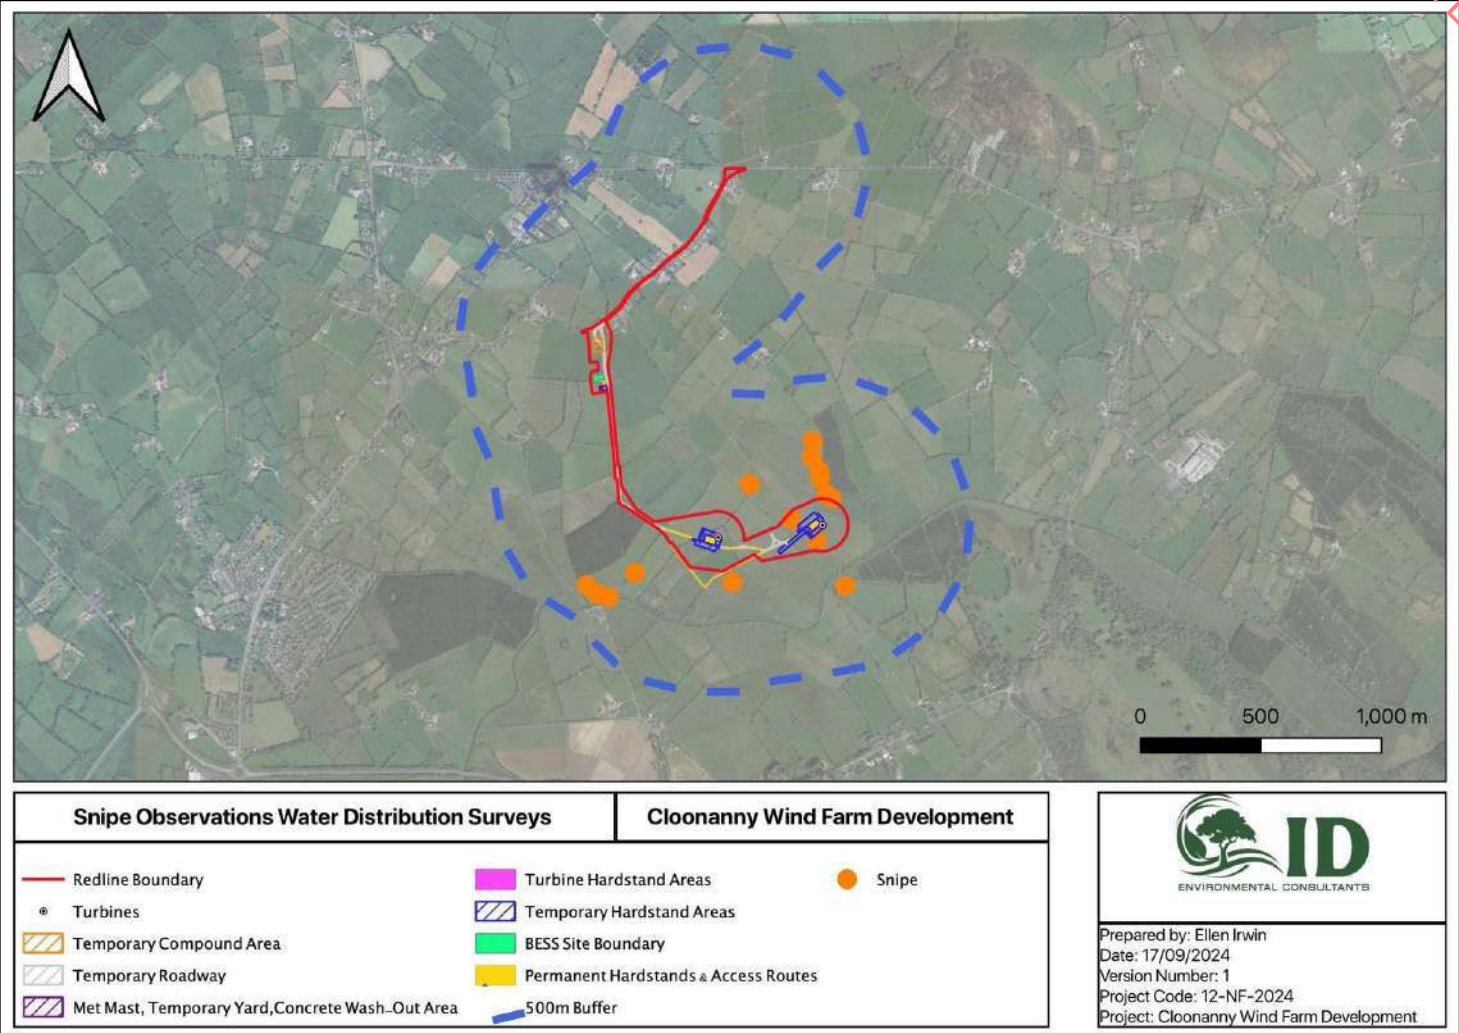 0 500 1,000 m
Snipe Observations Water Distribution Surveys
Cloonanny Wind Farm Development
Redline Boundary
Turbines
Temporary Compound Area
Temporary Roadway
Met Mast, Temporary Yard,Concrete Wash-Out Area
Turbine Hardstand Areas
Temporary Hardstand Areas
BESS Site Boundary
Permanent Hardstands & Access Routes
500m Buffer
Snipe
ID
ENVIRONMENTAL CONSULTANTS
Prepared by: Ellen Irwin
Date: 17/09/2024
Version Number: 1
Project Code: 12-NF-2024
Project: Cloonanny Wind Farm Development